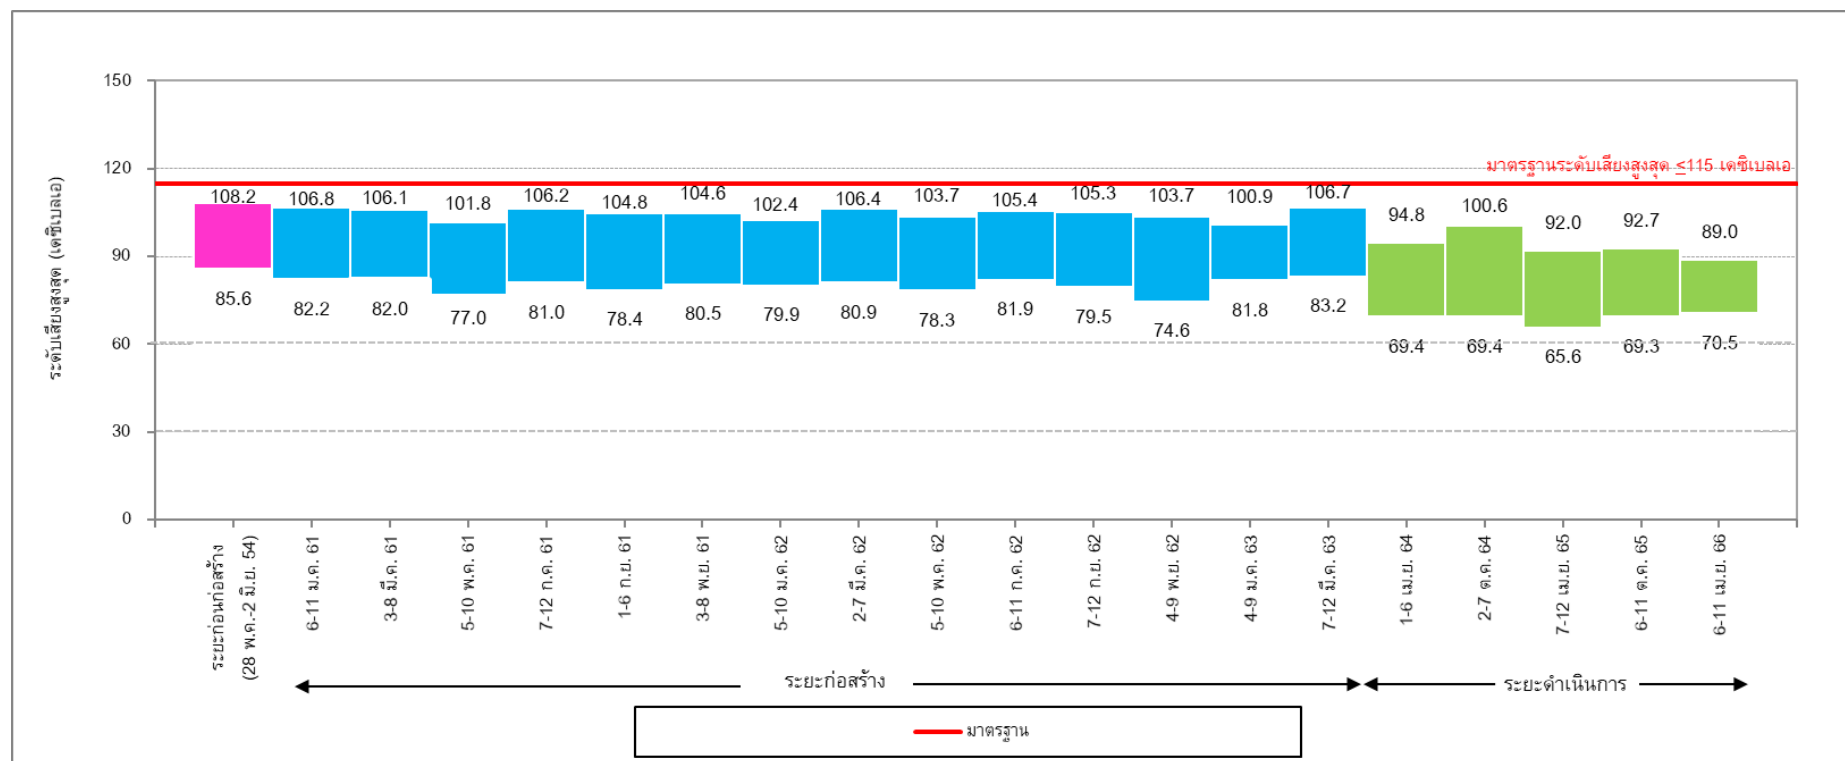 ระดับเสียงสูงสุด (เดซิเบลเอ)
150
120
90
60
30
0
มาตรฐานระดับเสียงสูงสุด ≤115 เดซิเบลเอ
108.2 106.8 106.1 101.8 106.2 104.8 104.6 102.4 106.4 103.7 105.4 105.3 103.7 100.9 106.7 94.8 100.6 92.0 92.7 89.0
85.6 82.2 82.0 77.0 81.0 78.4 80.5 79.9 80.9 78.3 81.9 79.5 74.6 81.8 83.2 69.4 69.4 65.6 69.3 70.5
ระยะก่อนก่อสร้าง
(28 พ.ค.-2 มิ.ย. 54)
6-11 ม.ค. 61
3-8 มี.ค. 61
5-10 พ.ค. 61
7-12 ก.ค. 61
1-6 ก.ย. 61
3-8 พ.ย. 61
5-10 ม.ค. 62
2-7 มี.ค. 62
5-10 พ.ค. 62
6-11 ก.ค. 62
7-12 ก.ย. 62
4-9 พ.ย. 62
4-9 ม.ค. 63
7-12 มี.ค. 63
1-6 เม.ย. 64
2-7 ต.ค. 64
7-12 เม.ย. 65
6-11 ต.ค. 65
6-11 เม.ย. 66
ระยะก่อสร้าง
ระยะดำเนินการ
มาตรฐาน